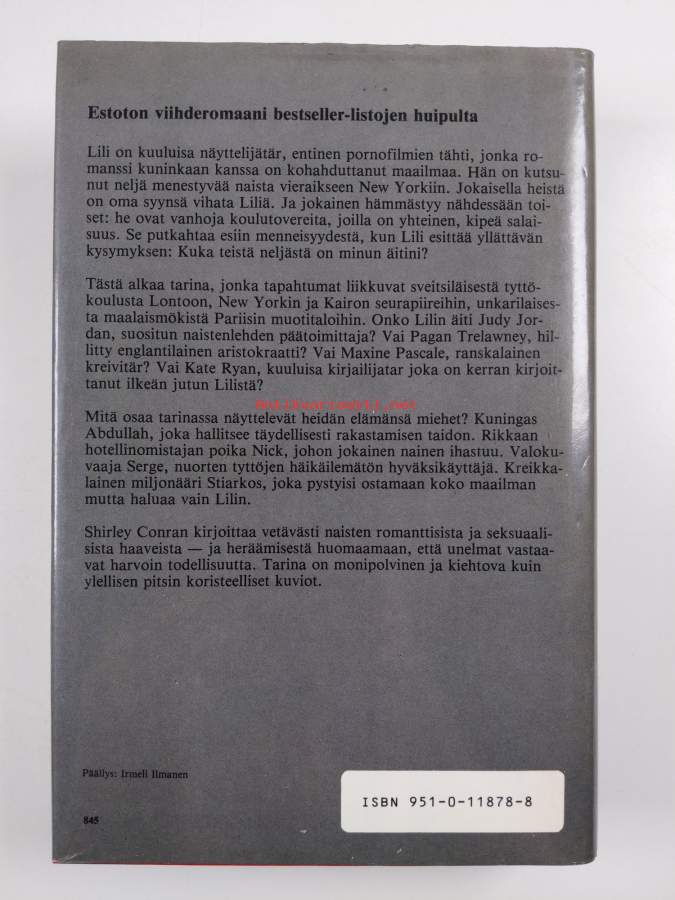 Estoton viihderomaani bestseller-listojen huipulta
Lili on kuuluisa näyttelijätär, entinen pornofilmien tähti, jonka ro-
manssi kuninkaan kanssa on kohahduttanut maailmaa. Hän on kutsu-
nut neljä menestyvää naista vieraikseen New Yorkiin. Jokaisella heistä
on oma syynsä vihata Liliä. Ja jokainen hämmästyy nähdessään toi-
set: he ovat vanhoja koulutovereita, joilla on yhteinen, kipeä salai-
suus. Se putkahtaa esiin menneisyydestä, kun Lili esittää yllättävän
kysymyksen: Kuka teistä neljästä on minun äitini?
Tästä alkaa tarina, jonka tapahtumat liikkuvat sveitsiläisestä tyttö-
koulusta Lontoon, New Yorkin ja Kairon seurapiireihin, unkarilaises-
ta maalaismökistä Pariisin muotitaloihin. Onko Lilin äiti Judy Jor-
dan, suositun naistenlehden päätoimittaja? Vai Pagan Trelawney, hil-
litty englantilainen aristokraatti? Vai Maxine Pascale, ranskalainen
kreivitär? Vai Kate Ryan, kuuluisa kirjailijatar joka on kerran kirjoit-
tanut ilkeän jutun Lilistä?
Mitä osaa tarinassa näyttelevät heidän elämänsä miehet? Kuningas
Abdullah, joka hallitsee täydellisesti rakastamisen taidon. Rikkaan
hotellinomistajan poika Nick, johon jokainen nainen ihastuu. Valoku-
vaaja Serge, nuorten tyttöjen häikäilemätön hyväksikäyttäjä. Kreikka-
lainen miljonääri Stiarkos, joka pystyisi ostamaan koko maailman
mutta haluaa vain Lilin.
Shirley Conran kirjoittaa vetävästi naisten romanttisista ja seksuaali-
sista haaveista — ja heräämisestä huomaamaan, että unelmat vastaa-
vat harvoin todellisuutta. Tarina on monipolvinen ja kiehtova kuin
ylellisen pitsin koristeelliset kuviot.
Päällys: Irmeli Ilmanen
ISBN 951-0-11878-8
845